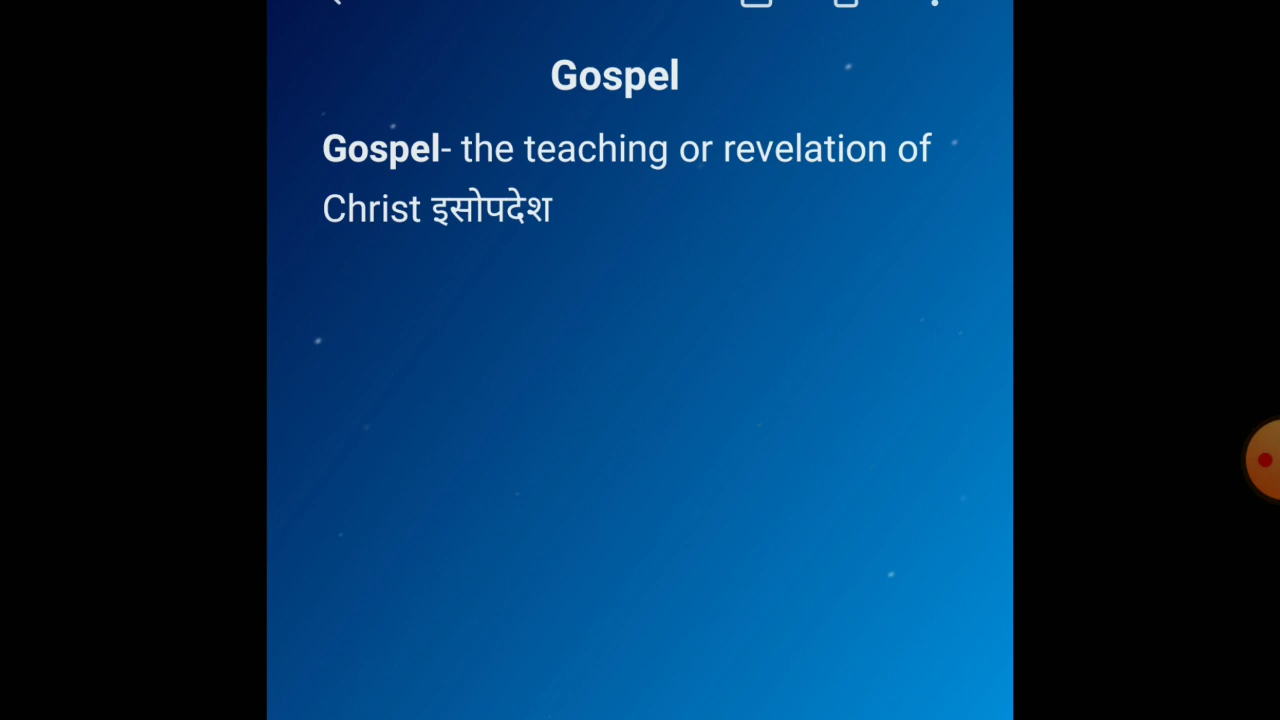 Gospel
Gospel- the teaching or revelation of
Christ इसोपदेश